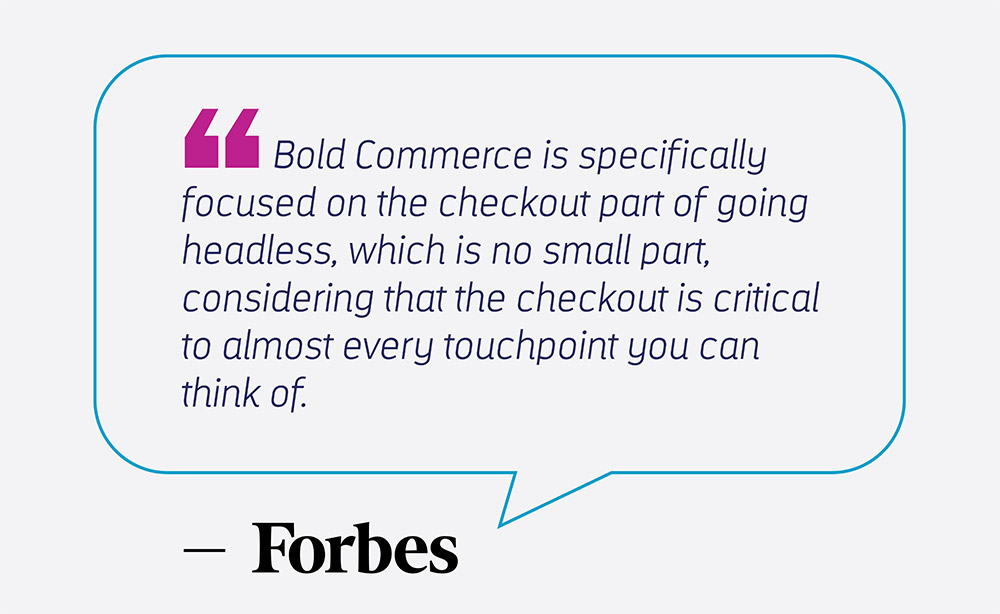 “ Bold Commerce is specifically
focused on the checkout part of going
headless, which is no small part,
considering that the checkout is critical
to almost every touchpoint you can
think of.
— Forbes